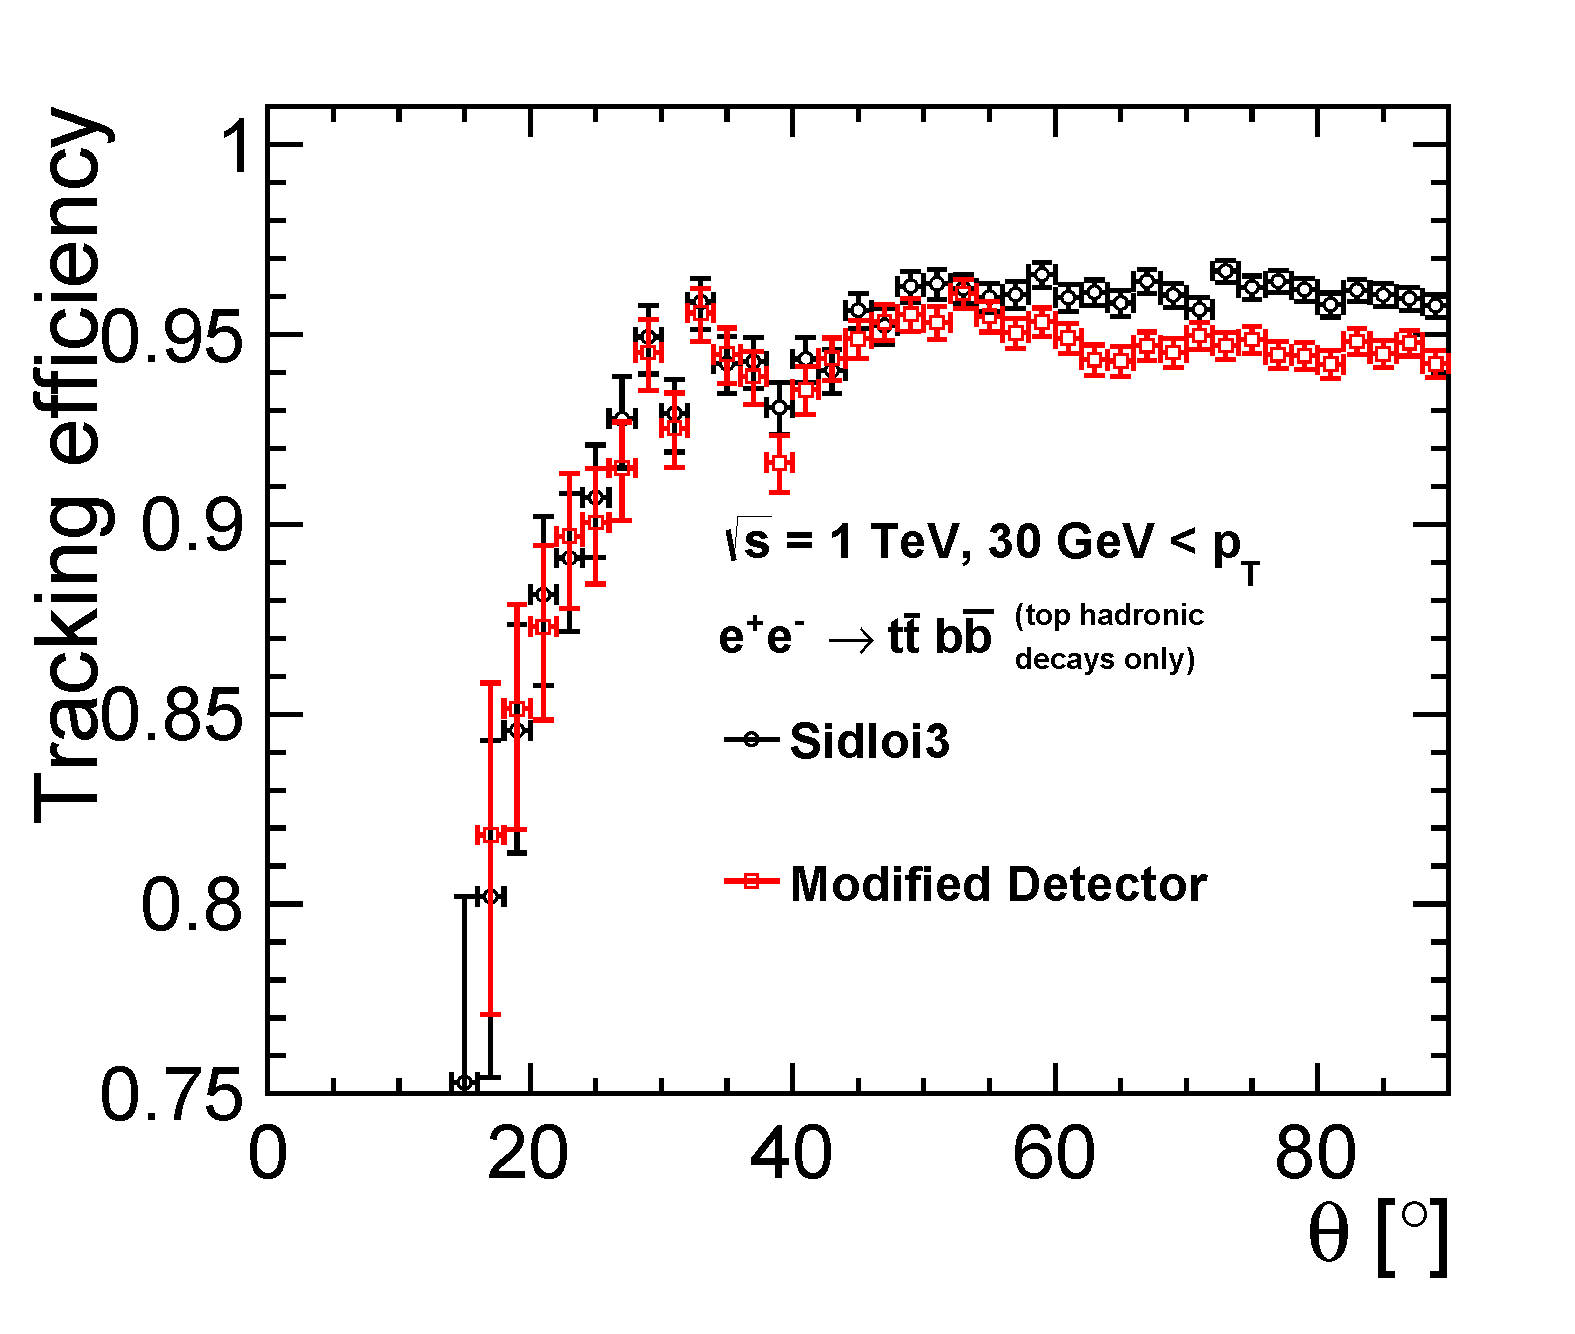 Tracking efficiency
1
0.95
0.9
0.85
0.8
0.75
√s = 1 TeV, 30 GeV < pT
e+e- → tt̄ bb̄ (top hadronic
decays only)
Sidloi3
Modified Detector
0 20 40 60 80
θ [°]